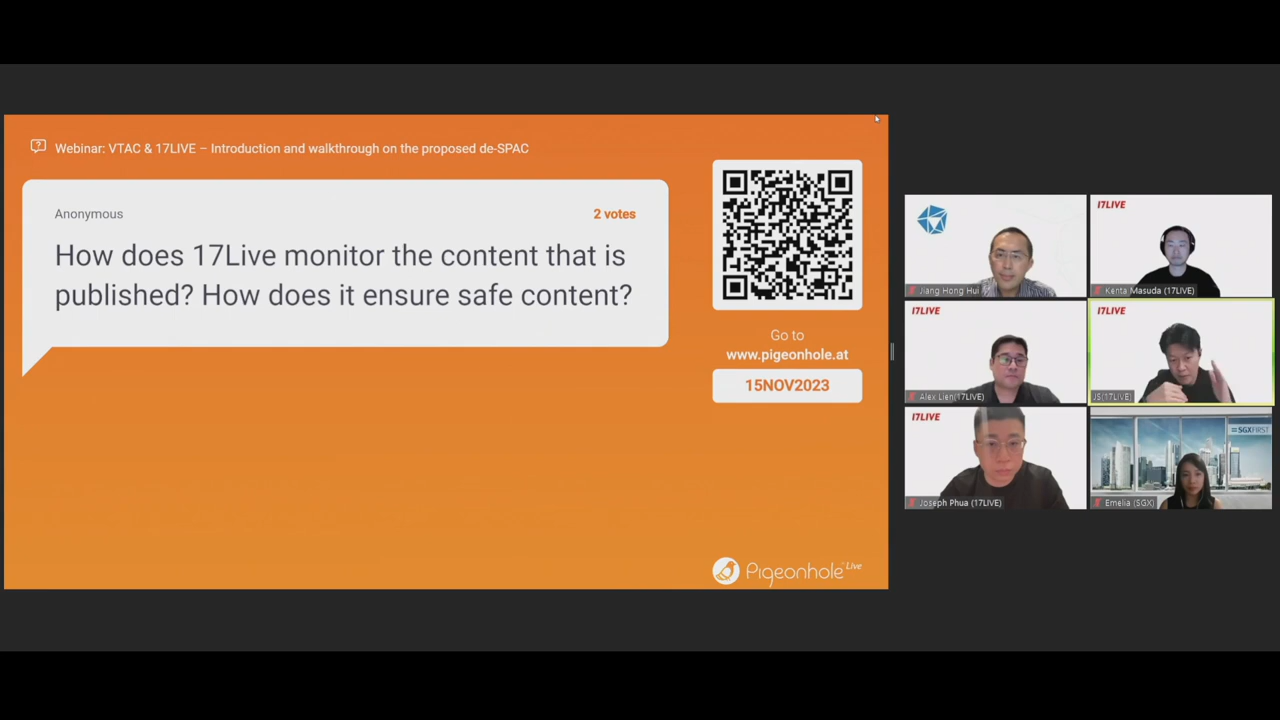 Webinar: VTAC & 17LIVE – Introduction and walkthrough on the proposed de-SPAC
Anonymous
2 votes
How does 17Live monitor the content that is
published? How does it ensure safe content?
Go to
www.pigeonhole.at
15NOV2023
Pigeonhole Live
Jiang Hong Hui
17LIVE
Kenta Masuda (17LIVE)
17LIVE
Alex Lien(17LIVE)
17LIVE
JS(17LIVE)
17LIVE
Joseph Phua (17LIVE)
SGXFIRST
Emelia (SGX)